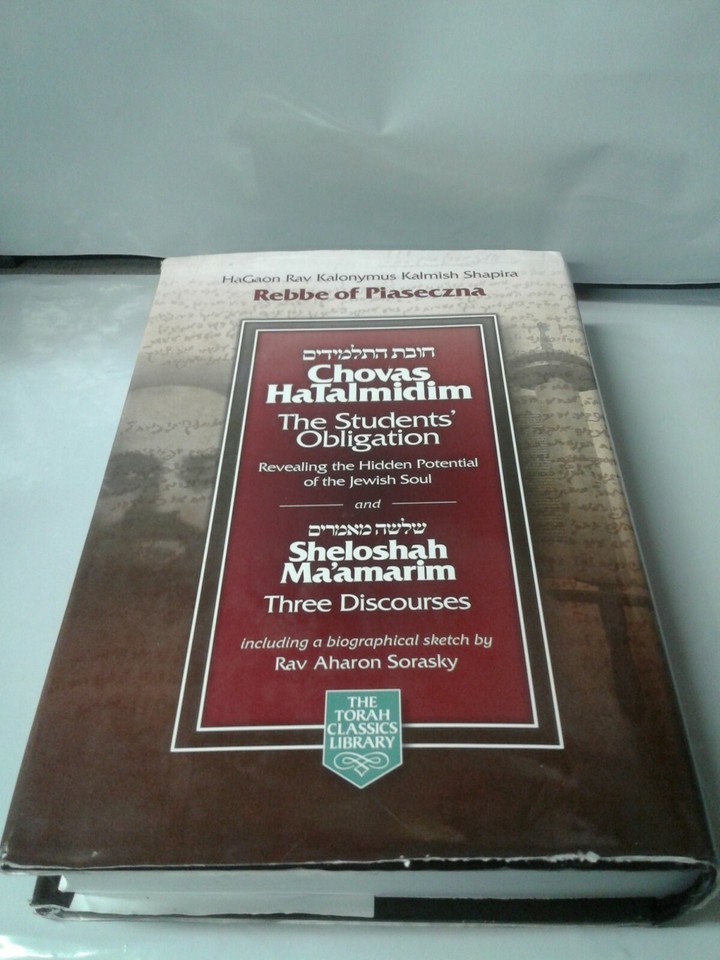 HaGaon Rav Kalonymus Kalmish Shapira
Rebbe of Piaseczna
חובת התלמידים
Chovas
HaTalmidim
The Students'
Obligation
Revealing the Hidden Potential
of the Jewish Soul
and
שלשה מאמרים
Sheloshah
Ma'amarim
Three Discourses
including a biographical sketch by
Rav Aharon Sorasky
THE
TORAH
CLASSICS
LIBRARY